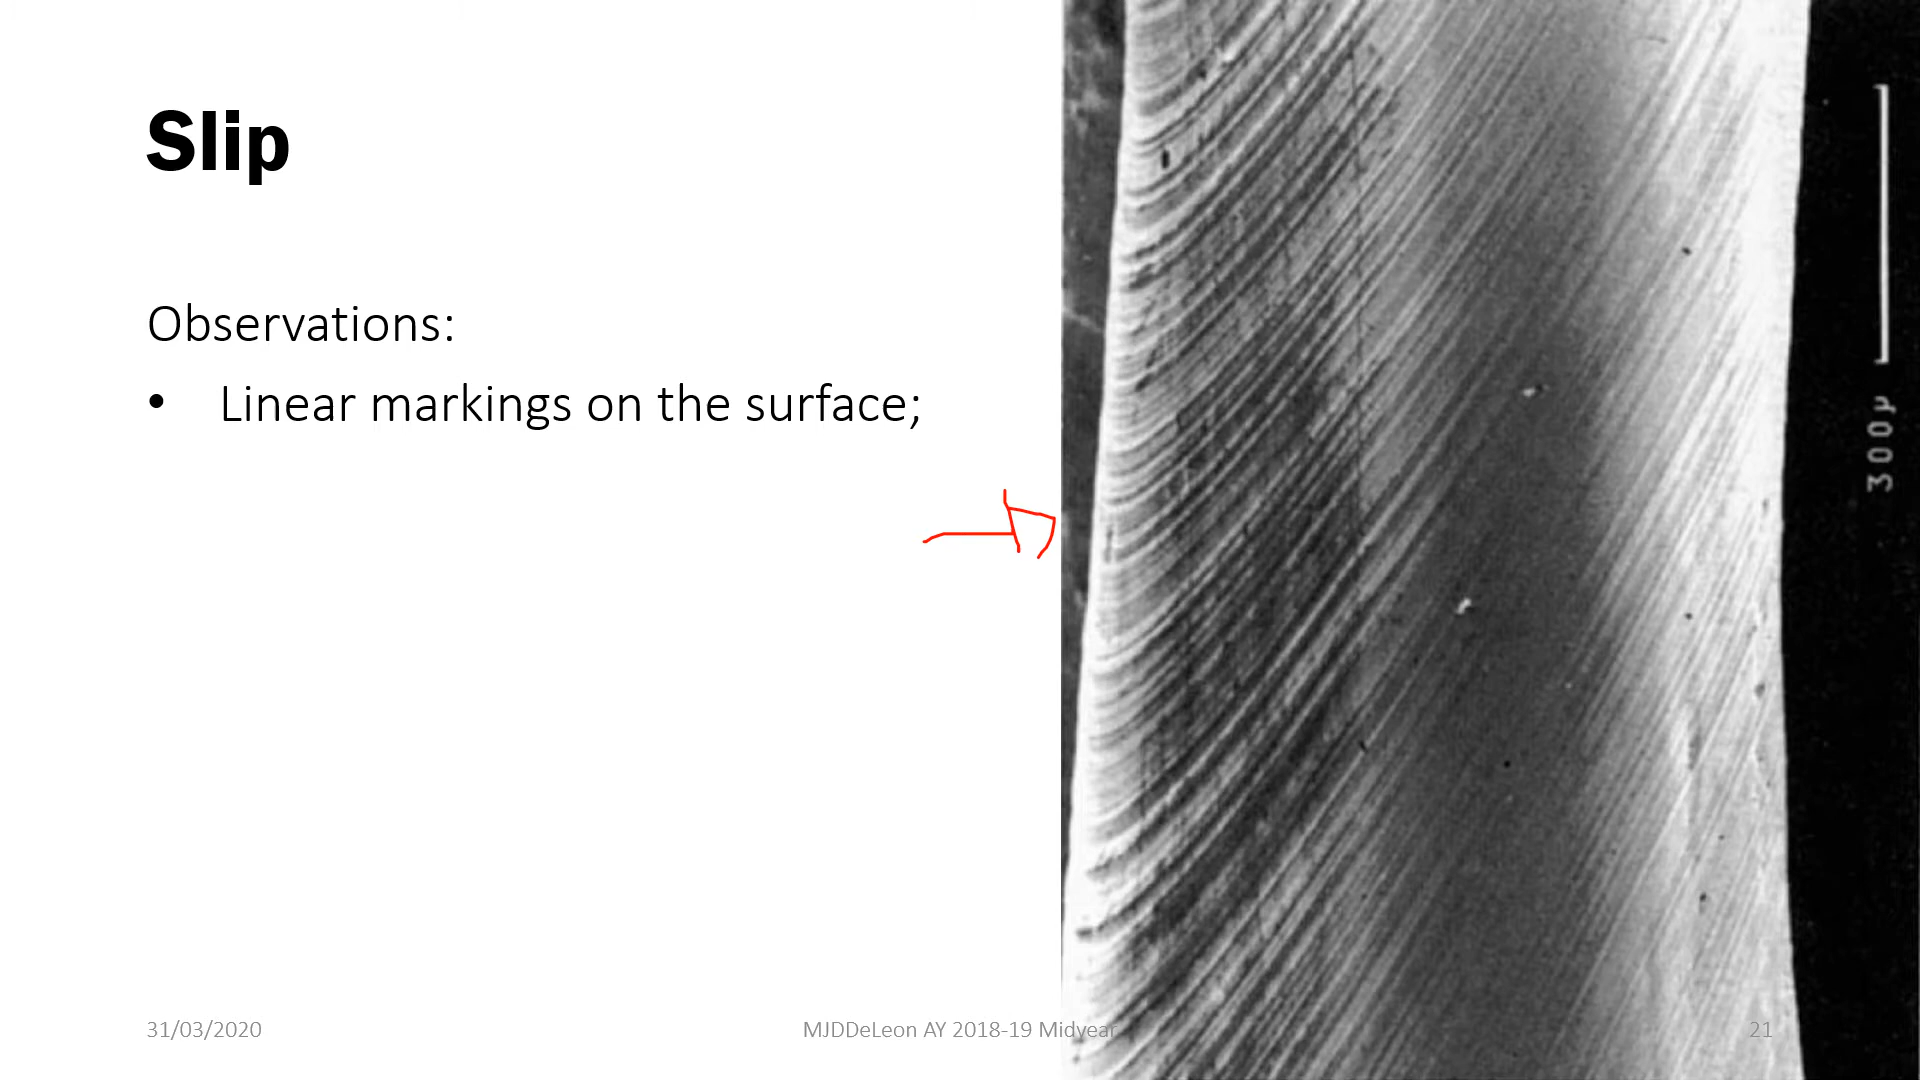 Slip
Observations:
• Linear markings on the surface;
300µ
31/03/2020
MJDDeLeon AY 2018-19 Midyear
21